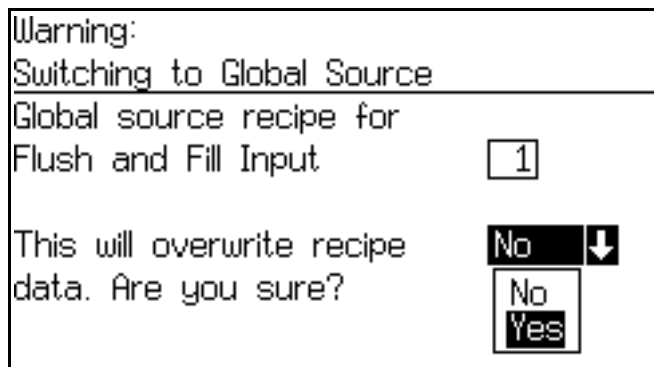 Warning:
Switching to Global Source
Global source recipe for
Flush and Fill Input 1
This will overwrite recipe No
data. Are you sure? No
Yes